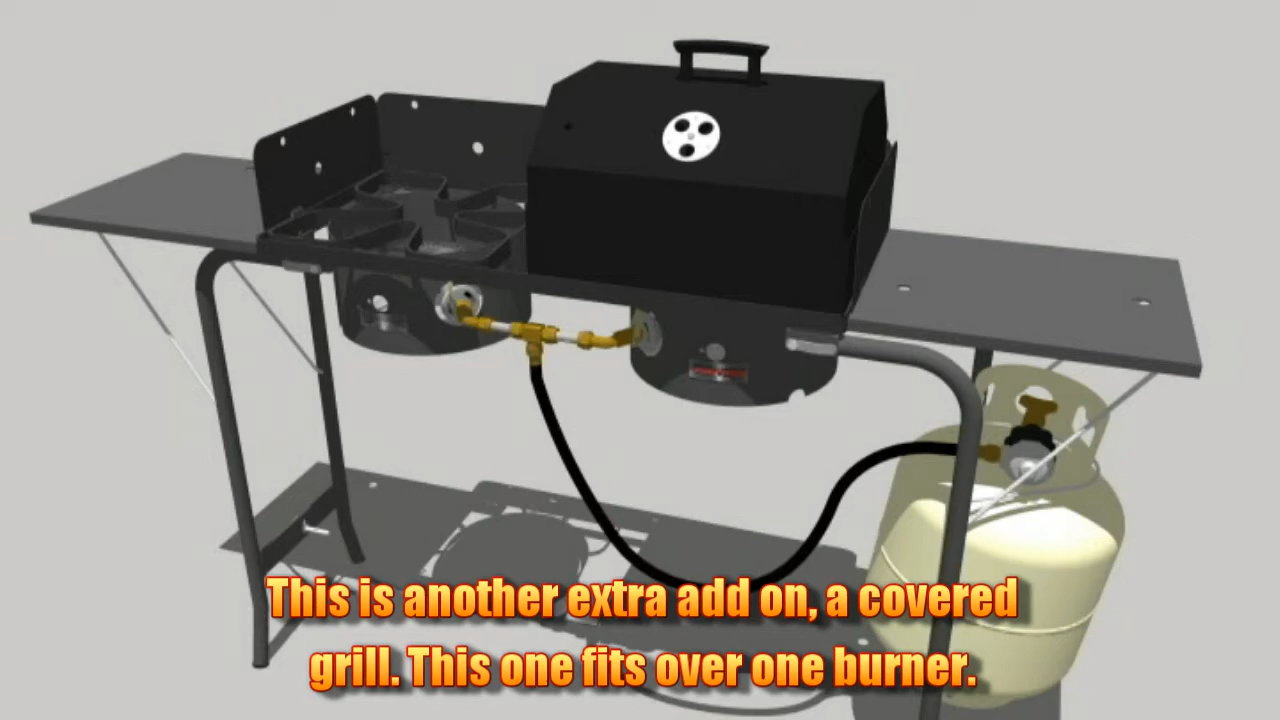 This is another extra add on, a covered
grill. This one fits over one burner.